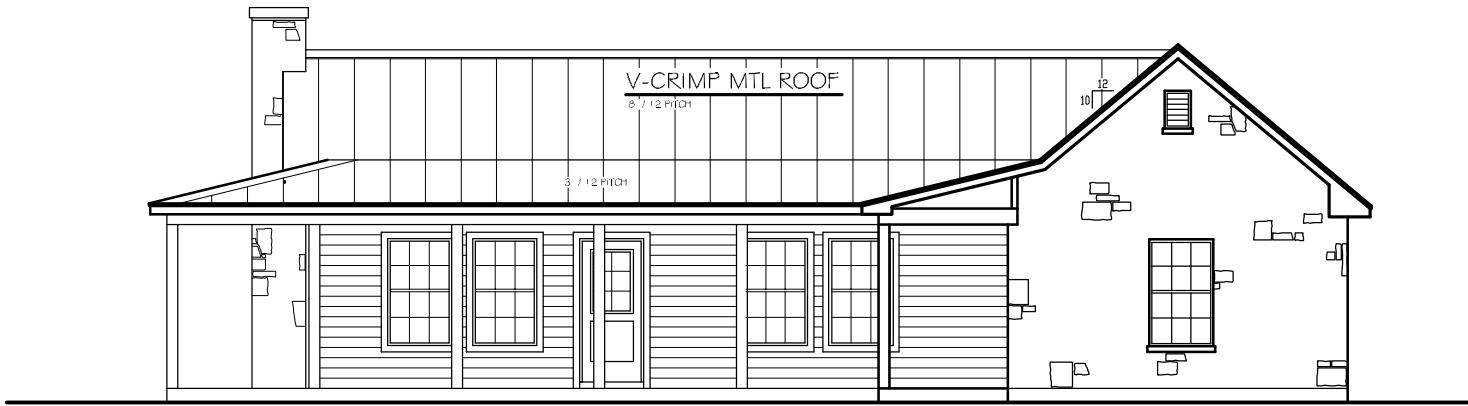 V-CRIMP MTL ROOF
8 / 12 PITCH
12
10
3 / 12 PITCH